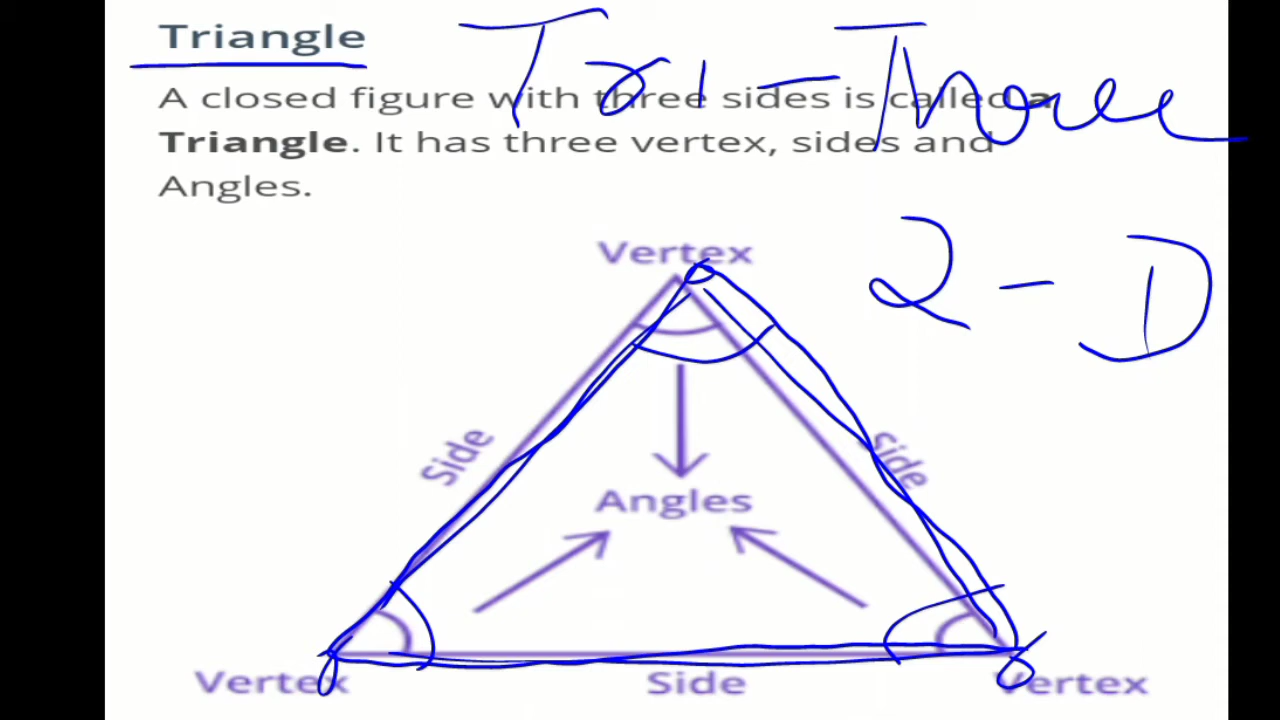 Triangle
Tri - Three
A closed figure with three sides is called a
Triangle. It has three vertex, sides and
Angles.
2 - D
Vertex
Side
side
Angles
Vertex
Side
Vertex